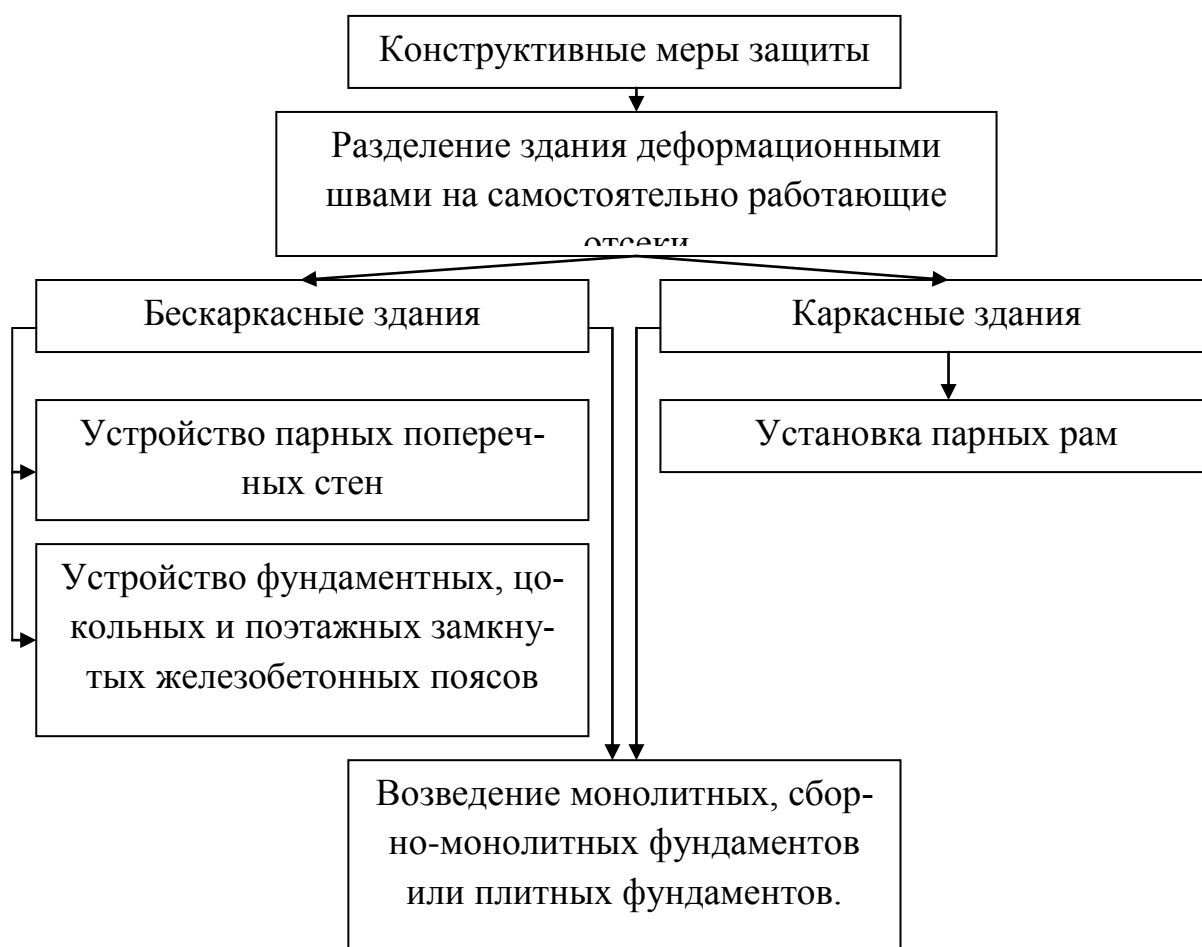 Конструктивные меры защиты
Разделение здания деформационными
швами на самостоятельно работающие
отсеки
Бескаркасные здания
Каркасные здания
Устройство парных попереч-
ных стен
Установка парных рам
Устройство фундаментных, цо-
кольных и поэтажных замкну-
тых железобетонных поясов
Возведение монолитных, сбор-
но-монолитных фундаментов
или плитных фундаментов.